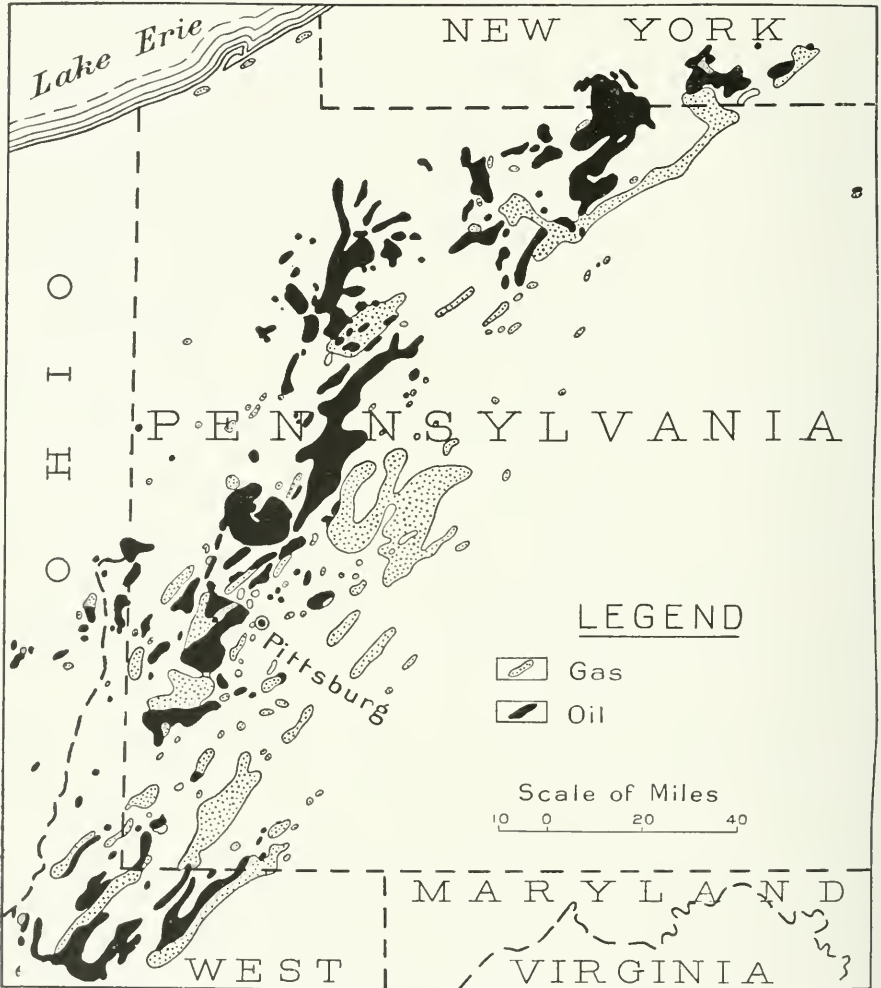 Lake Erie
NEW YORK
OHIO
PENNSYLVANIA
Pittsburg
LEGEND
Gas
Oil
Scale of Miles
10 0 20 40
MARYLAND
WEST VIRGINIA